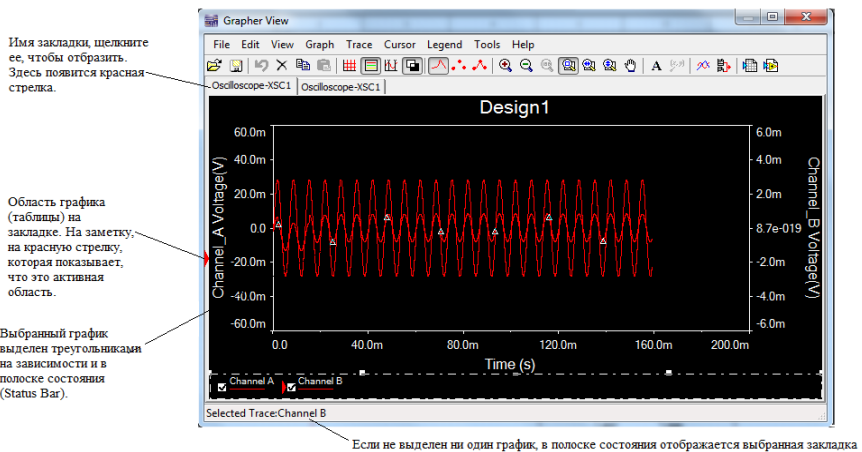 Имя закладки, щелкните
ее, чтобы отбразить.
Здесь появится красная
стрелка.
Область графика
(таблицы) на
закладке. На заметку,
на красную стрелку,
которая показывает,
что это активная
область.
Выбранный график
выделен треугольниками
на зависимости и в
полоске состояния
(Status Bar).
Grapher View
File Edit View Graph Trace Cursor Legend Tools Help
Oscilloscope-XSC1 Oscilloscope-XSC1
Design1
Channel_A Voltage(V)
60.0m
40.0m
20.0m
0.0
-20.0m
-40.0m
-60.0m
6.0m
4.0m
2.0m
8.7e-019
-2.0m
-4.0m
-6.0m
Channel_B Voltage(V)
0.0 40.0m 80.0m 120.0m 160.0m 200.0m
Time (s)
Channel A Channel B
Selected Trace:Channel B
Если не выделен ни один график, в полоске состояния отображается выбранная закладка